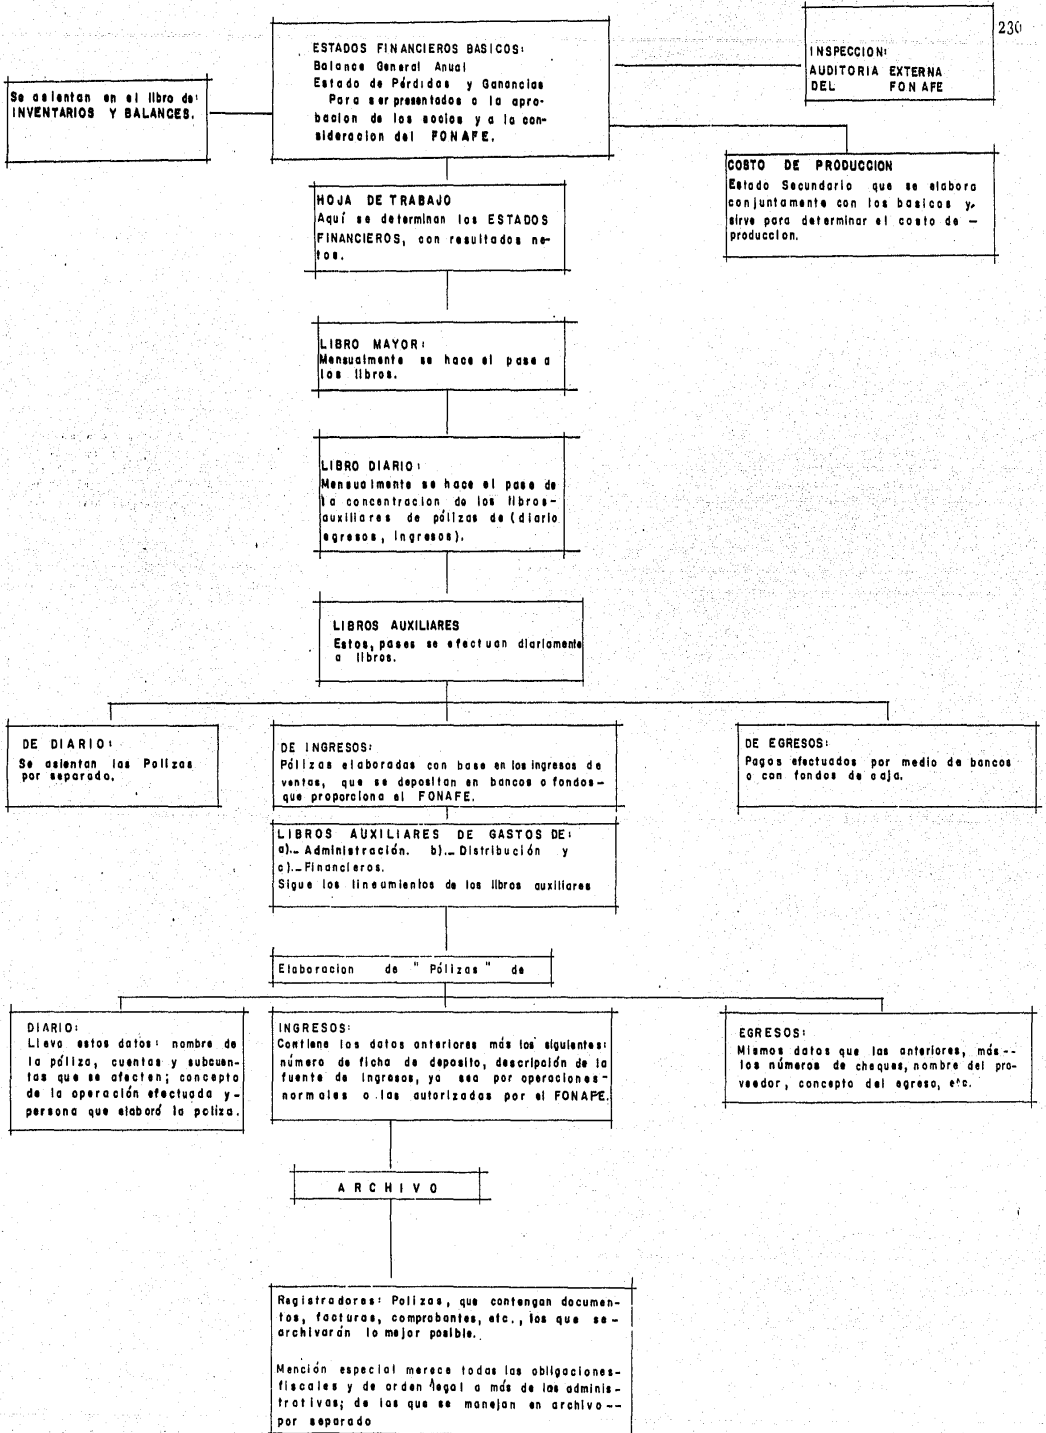 230
ESTADOS FINANCIEROS BASICOS:
Balance General Anual
Estado de Pérdidas y Ganancias
Para ser presentados a la apro-
bacion de los socios y a la con-
sideracion del FONAFE.
INSPECCION:
AUDITORIA EXTERNA
DEL FONAFE
Se asientan en el libro de:
INVENTARIOS Y BALANCES.
COSTO DE PRODUCCION
Estado Secundario que se elabora
conjuntamente con los basicos y,
sirve para determinar el costo de -
produccion.
HOJA DE TRABAJO
Aquí se determinan los ESTADOS
FINANCIEROS, con resultados ne-
tos.
LIBRO MAYOR:
Mensualmente se hace el pase a
los libros.
LIBRO DIARIO:
Mensualmente se hace el pase de
la concentracion de los libros-
auxiliares de pólizas de (diario
egresos, ingresos).
LIBROS AUXILIARES
Estos, pases se efectuan diariamente
a libros.
DE DIARIO:
Se asientan las Polizas
por separado.
DE INGRESOS:
Pólizas elaboradas con base en los ingresos de
ventas, que se depositan en bancos o fondos-
que proporciona el FONAFE.
DE EGRESOS:
Pagos efectuados por medio de bancos
o con fondos de caja.
LIBROS AUXILIARES DE GASTOS DE:
a).- Administración. b).- Distribución y
c).- Financieros.
Sigue los lineumientos de los libros auxiliares
Elaboracion de "Pólizas" de
DIARIO:
Lleva estos datos: nombre de
la póliza, cuentas y subcuen-
tas que se afecten; concepto
de la operación efectuada y-
persona que elaboró la poliza.
INGRESOS:
Contiene los datos anteriores más los siguientes:
número de ficha de deposito, descripción de la
fuente de ingresos, ya sea por operaciones-
normales o las autorizadas por el FONAFE.
EGRESOS:
Mismos datos que las anteriores, más--
los números de cheques, nombre del pro-
veedor, concepto del egreso, etc.
ARCHIVO
Registradores: Polizas, que contengan documen-
tos, facturas, comprobantes, etc., los que se-
archivarán lo mejor posible.
Mención especial merece todas las obligaciones-
fiscales y de orden legal a más de las adminis-
trativas; de las que se manejan en archivo--
por separado